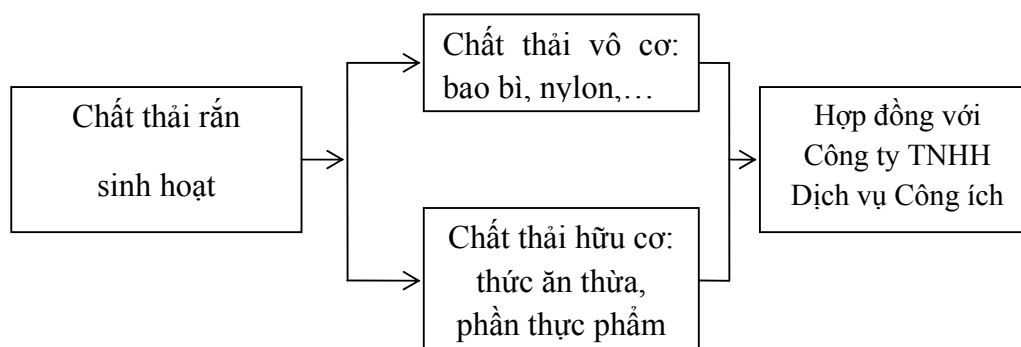 Chất thải rắn
sinh hoạt
Chất thải vô cơ:
bao bì, nylon,…
Chất thải hữu cơ:
thức ăn thừa,
phần thực phẩm
Hợp đồng với
Công ty TNHH
Dịch vụ Công ích